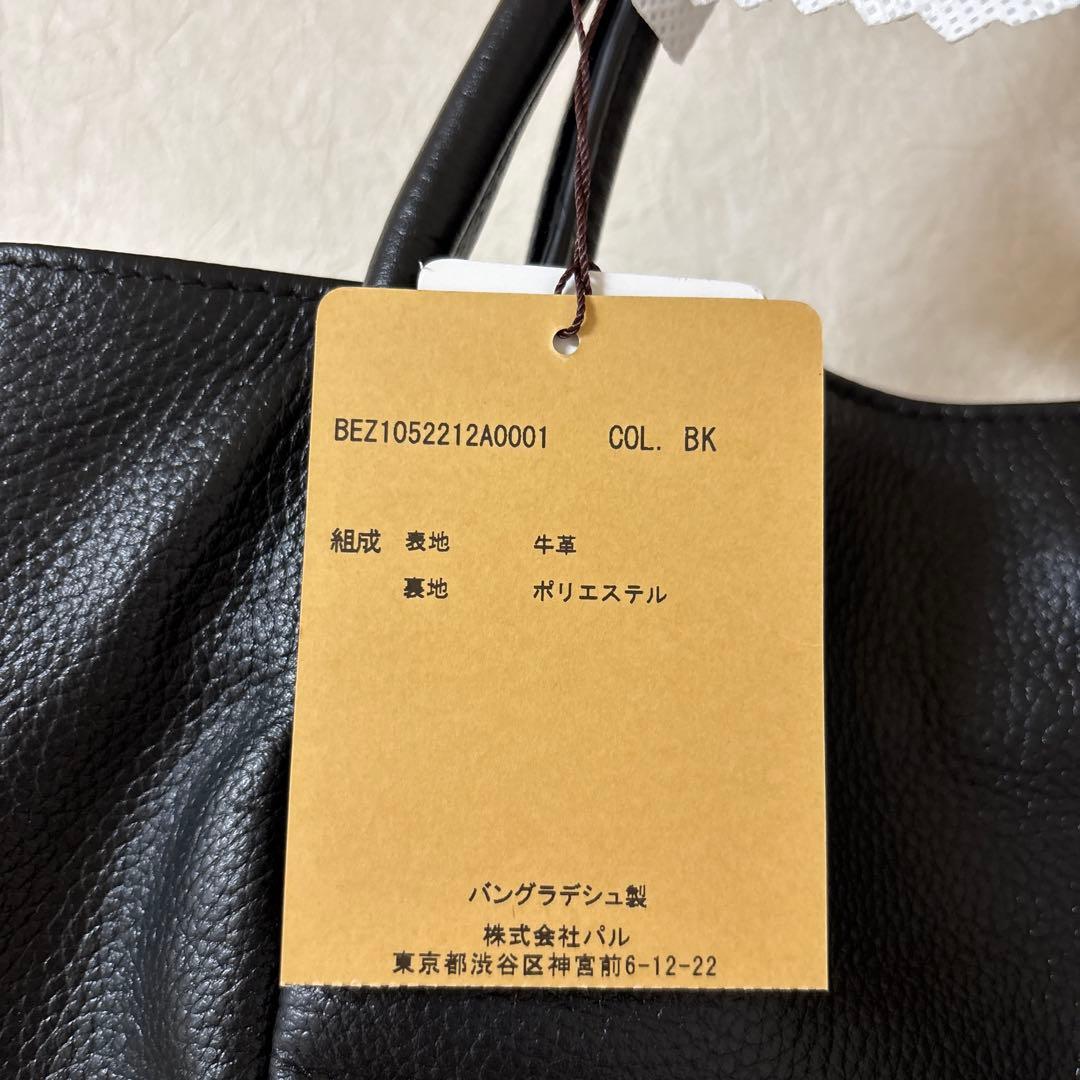 BEZ1052212A0001 COL. BK
組成 表地 牛革
裏地 ポリエステル
バングラデシュ製
株式会社パル
東京都渋谷区神宮前6-12-22